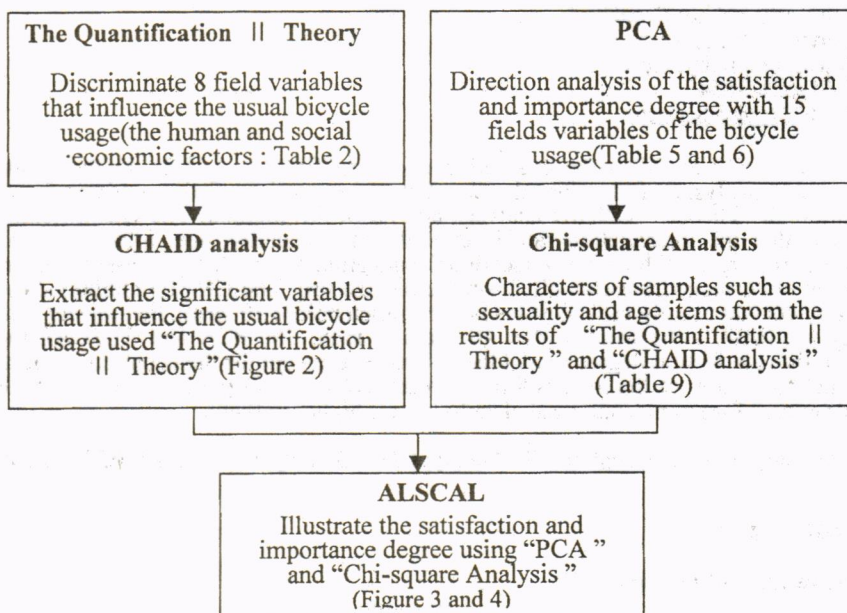 The Quantification || Theory
Discriminate 8 field variables
that influence the usual bicycle
usage(the human and social
economic factors : Table 2)
PCA
Direction analysis of the satisfaction
and importance degree with 15
fields variables of the bicycle
usage(Table 5 and 6)
CHAID analysis
Extract the significant variables
that influence the usual bicycle
usage used “The Quantification
|| Theory ”(Figure 2)
Chi-square Analysis
Characters of samples such as
sexuality and age items from the
results of “The Quantification ||
Theory ” and “CHAID analysis ”
(Table 9)
ALSCAL
Illustrate the satisfaction and
importance degree using “PCA ”
and “Chi-square Analysis ”
(Figure 3 and 4)